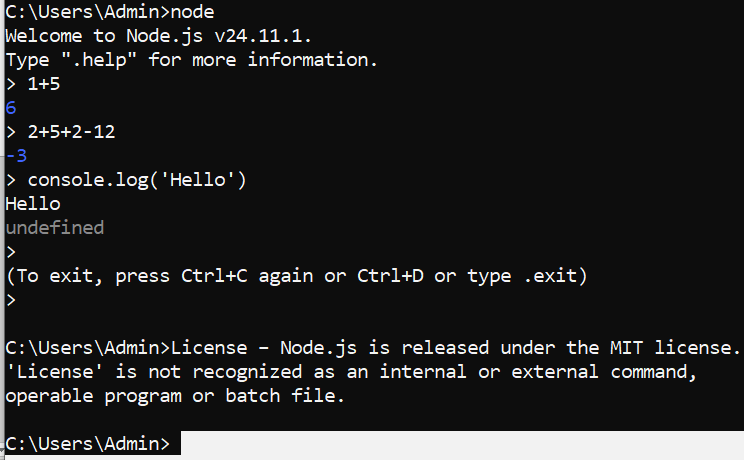 C:\Users\Admin>node
Welcome to Node.js v24.11.1.
Type ".help" for more information.
> 1+5
6
> 2+5+2-12
-3
> console.log('Hello')
Hello
undefined
>
(To exit, press Ctrl+C again or Ctrl+D or type .exit)
>
C:\Users\Admin>License – Node.js is released under the MIT license.
'License' is not recognized as an internal or external command,
operable program or batch file.
C:\Users\Admin>